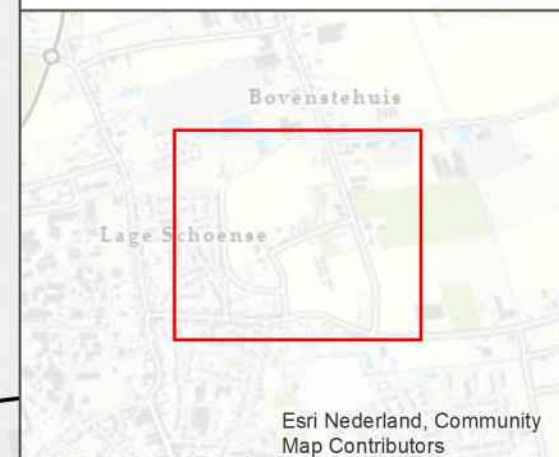 Bovenstehuis
Lage Schoense
Esri Nederland, Community
Map Contributors